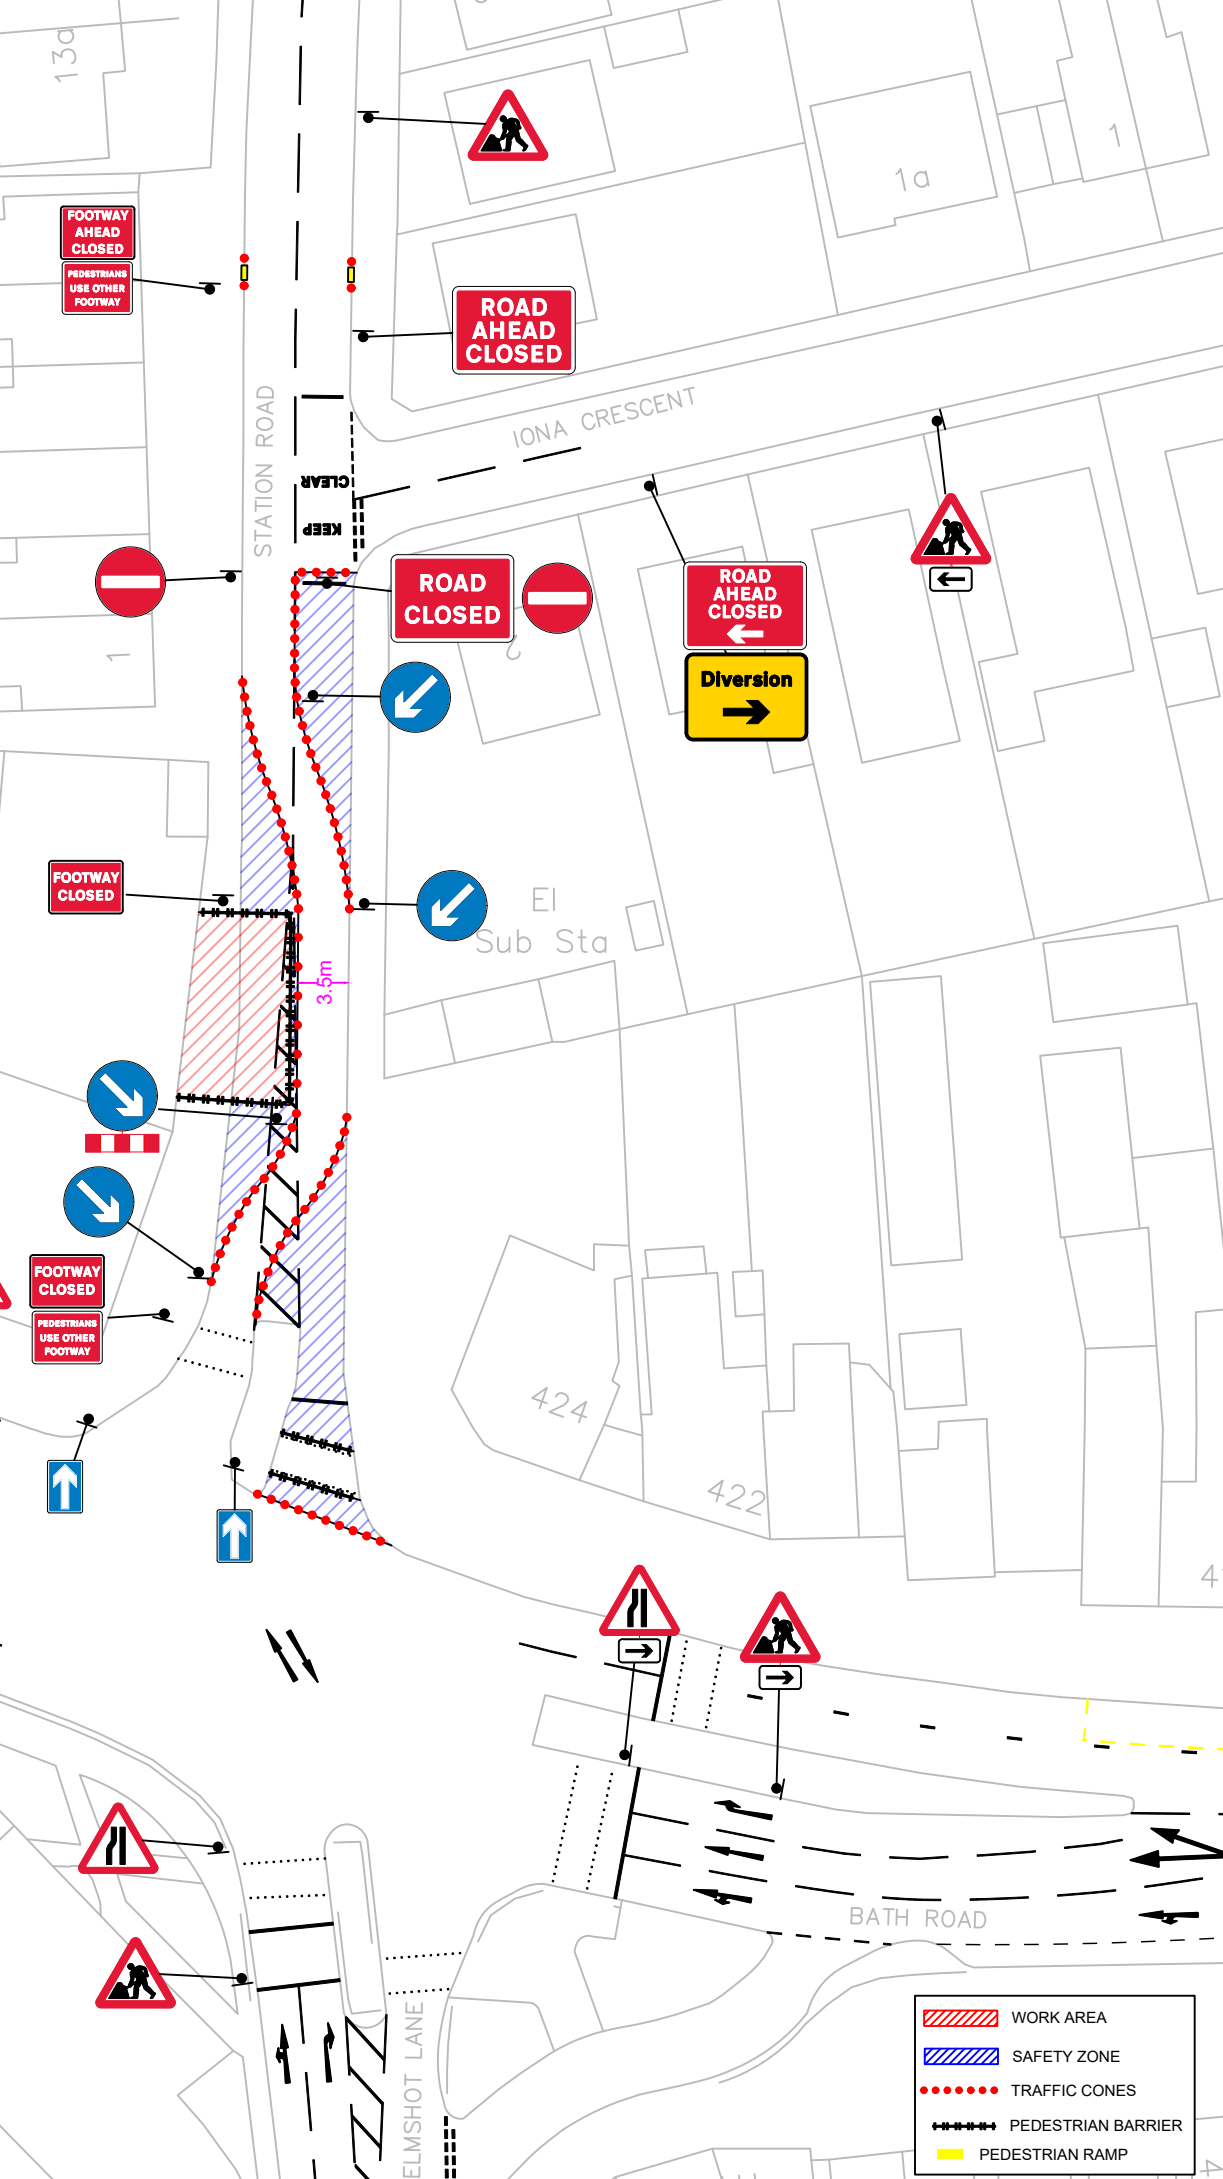 13a
1
1a
FOOTWAY
AHEAD
CLOSED
PEDESTRIANS
USE OTHER
FOOTWAY
ROAD
AHEAD
CLOSED
STATION ROAD
IONA CRESCENT
CLEAR
KEEP
ROAD
CLOSED
ROAD
AHEAD
CLOSED
Diversion
1
2
FOOTWAY
CLOSED
El
Sub Sta
3.5m
FOOTWAY
CLOSED
PEDESTRIANS
USE OTHER
FOOTWAY
424
422
BATH ROAD
ELMSHOT LANE
WORK AREA
SAFETY ZONE
TRAFFIC CONES
PEDESTRIAN BARRIER
PEDESTRIAN RAMP